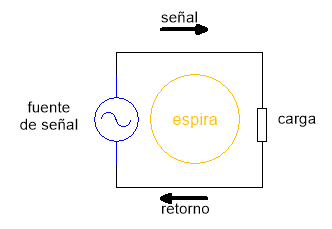 señal
fuente
de señal
espira
carga
retorno